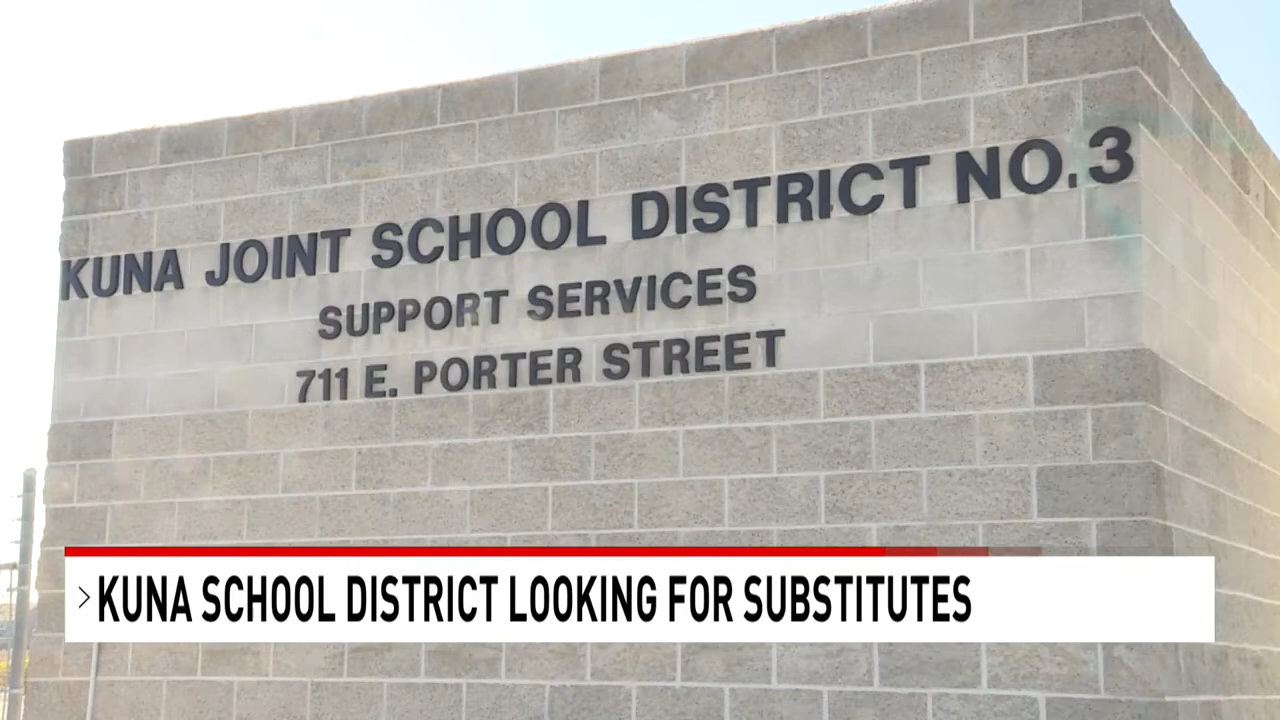 KUNA JOINT SCHOOL DISTRICT NO.3
SUPPORT SERVICES
711 E. PORTER STREET
KUNA SCHOOL DISTRICT LOOKING FOR SUBSTITUTES